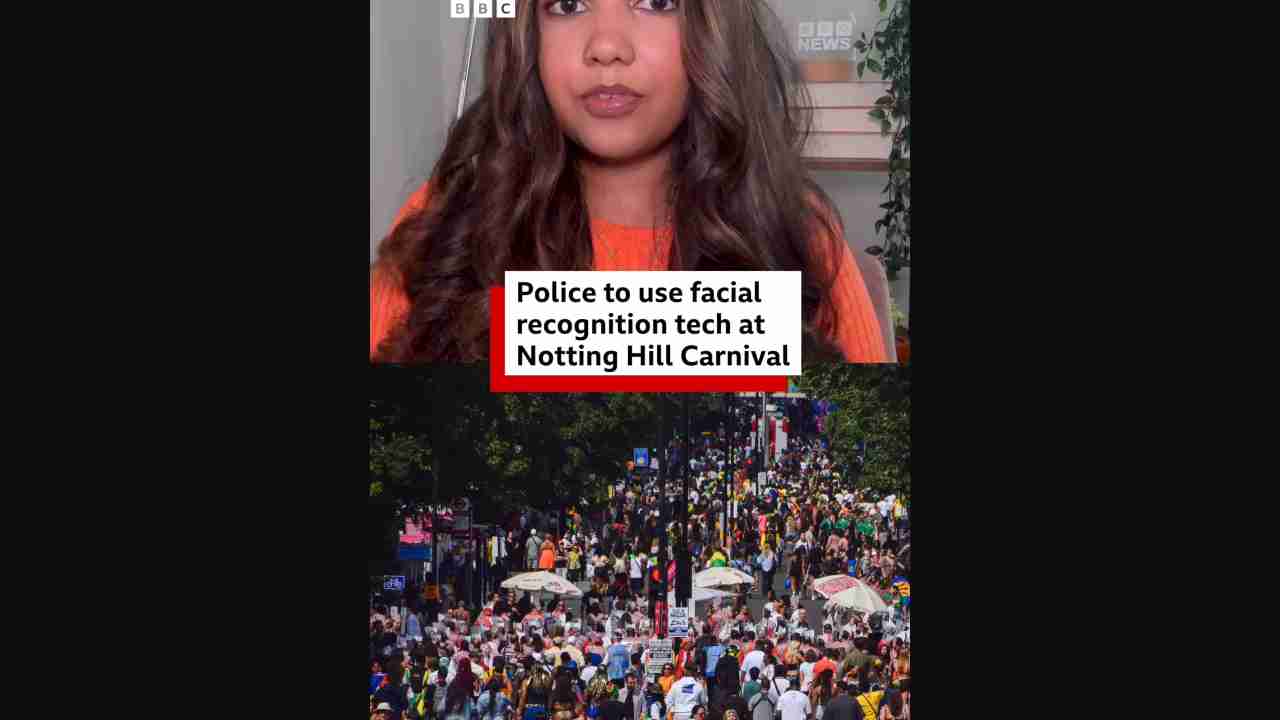 BBC
BBC
NEWS
Police to use facial
recognition tech at
Notting Hill Carnival